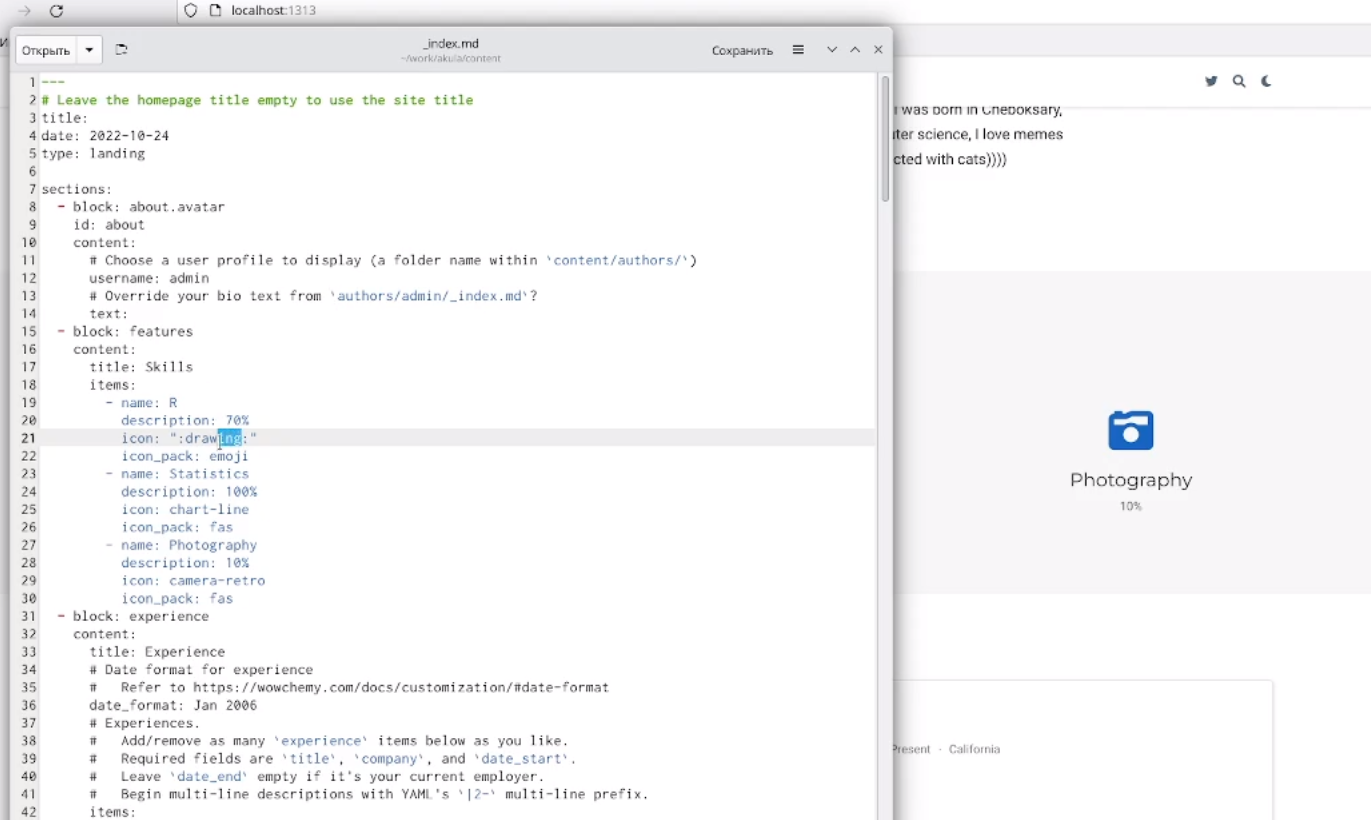 localhost:1313
Открыть
_index.md
~/work/akula/content
Сохранить
1 ---
2 # Leave the homepage title empty to use the site title
3 title:
4 date: 2022-10-24
5 type: landing
6
7 sections:
8 - block: about.avatar
9 id: about
10 content:
11 # Choose a user profile to display (a folder name within `content/authors/`)
12 username: admin
13 # Override your bio text from `authors/admin/_index.md`?
14 text:
15 - block: features
16 content:
17 title: Skills
18 items:
19 - name: R
20 description: 70%
21 icon: ":drawing:"
22 icon_pack: emoji
23 - name: Statistics
24 description: 100%
25 icon: chart-line
26 icon_pack: fas
27 - name: Photography
28 description: 10%
29 icon: camera-retro
30 icon_pack: fas
31 - block: experience
32 content:
33 title: Experience
34 # Date format for experience
35 #   Refer to https://wowchemy.com/docs/customization/#date-format
36 date_format: Jan 2006
37 # Experiences.
38 #   Add/remove as many `experience` items below as you like.
39 #   Required fields are `title`, `company`, and `date_start`.
40 #   Leave `date_end` empty if it's your current employer.
41 #   Begin multi-line descriptions with YAML's `|2-` multi-line prefix.
42 items:
I was born in Cheboksary,
ter science, I love memes
cted with cats))))
Photography
10%
Present · California